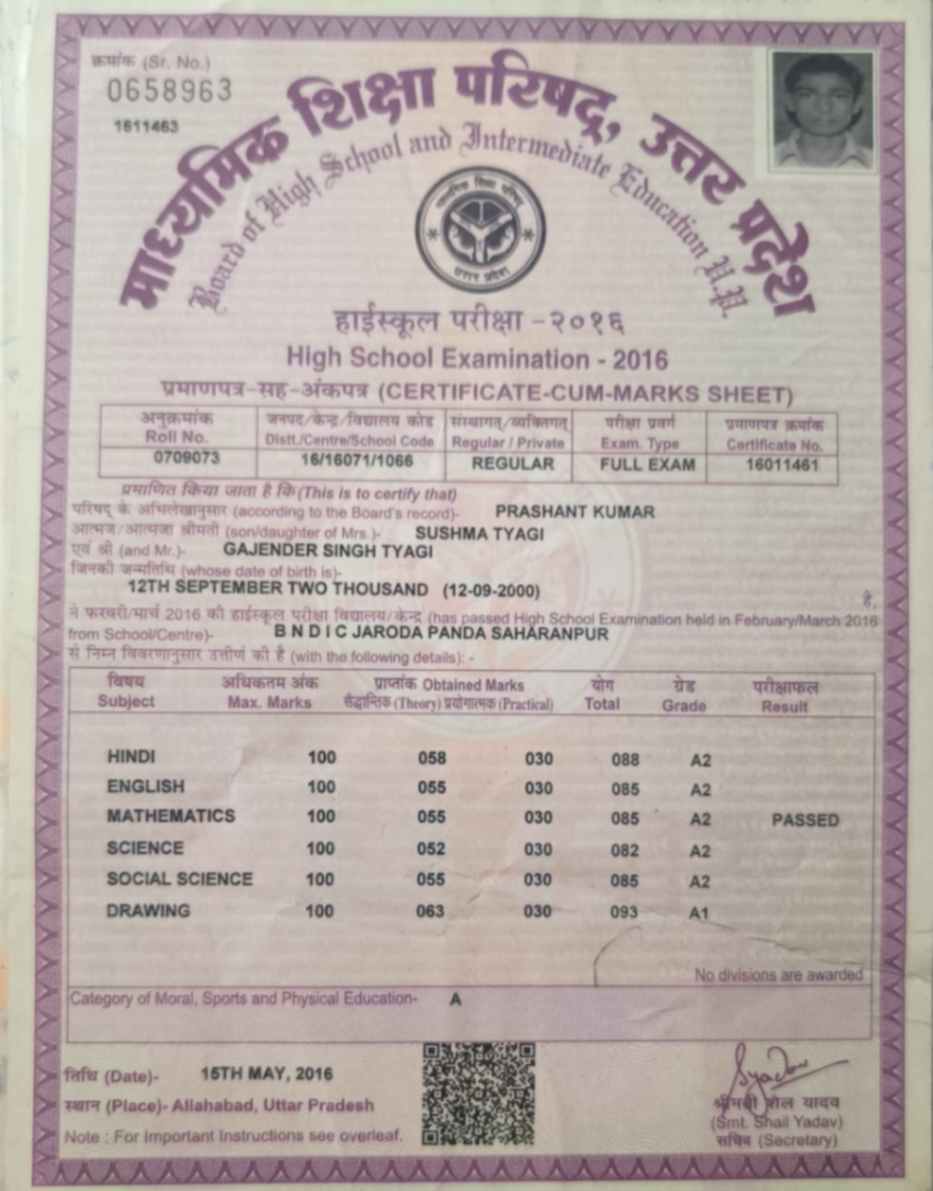 क्रमांक (Sr. No.)
0658963
1611463
माध्यमिक शिक्षा परिषद्, उत्तर प्रदेश
Board of High School and Intermediate Education U.P.
माध्यमिक शिक्षा परिषद्
उत्तर प्रदेश
हाईस्कूल परीक्षा - २०१६
High School Examination - 2016
प्रमाणपत्र-सह-अंकपत्र (CERTIFICATE-CUM-MARKS SHEET)
अनुक्रमांक जनपद/केन्द्र/विद्यालय कोड संस्थागत/व्यक्तिगत परीक्षा प्रवर्ग प्रमाणपत्र क्रमांक
Roll No. Distt./Centre/School Code Regular / Private Exam. Type Certificate No.
0709073 16/16071/1066 REGULAR FULL EXAM 16011461
प्रमाणित किया जाता है कि (This is to certify that)
परिषद् के अभिलेखानुसार (according to the Board's record)- PRASHANT KUMAR
आत्मज/आत्मजा श्रीमती (son/daughter of Mrs.)- SUSHMA TYAGI
एवं श्री (and Mr.)- GAJENDER SINGH TYAGI
जिनकी जन्मतिथि (whose date of birth is)-
12TH SEPTEMBER TWO THOUSAND (12-09-2000) है,
ने फरवरी/मार्च 2016 की हाईस्कूल परीक्षा विद्यालय/केन्द्र (has passed High School Examination held in February/March 2016
from School/Centre)- B N D I C JARODA PANDA SAHARANPUR
से निम्न विवरणानुसार उत्तीर्ण की है (with the following details): -
विषय अधिकतम अंक प्राप्तांक Obtained Marks योग ग्रेड परीक्षाफल
Subject Max. Marks सैद्धान्तिक (Theory) प्रयोगात्मक (Practical) Total Grade Result
HINDI 100 058 030 088 A2
ENGLISH 100 055 030 085 A2
MATHEMATICS 100 055 030 085 A2 PASSED
SCIENCE 100 052 030 082 A2
SOCIAL SCIENCE 100 055 030 085 A2
DRAWING 100 063 030 093 A1
No divisions are awarded
Category of Moral, Sports and Physical Education- A
तिथि (Date)- 15TH MAY, 2016
स्थान (Place)- Allahabad, Uttar Pradesh
Note : For Important Instructions see overleaf.
Syadav
श्रीमती शैल यादव
(Smt. Shail Yadav)
सचिव (Secretary)